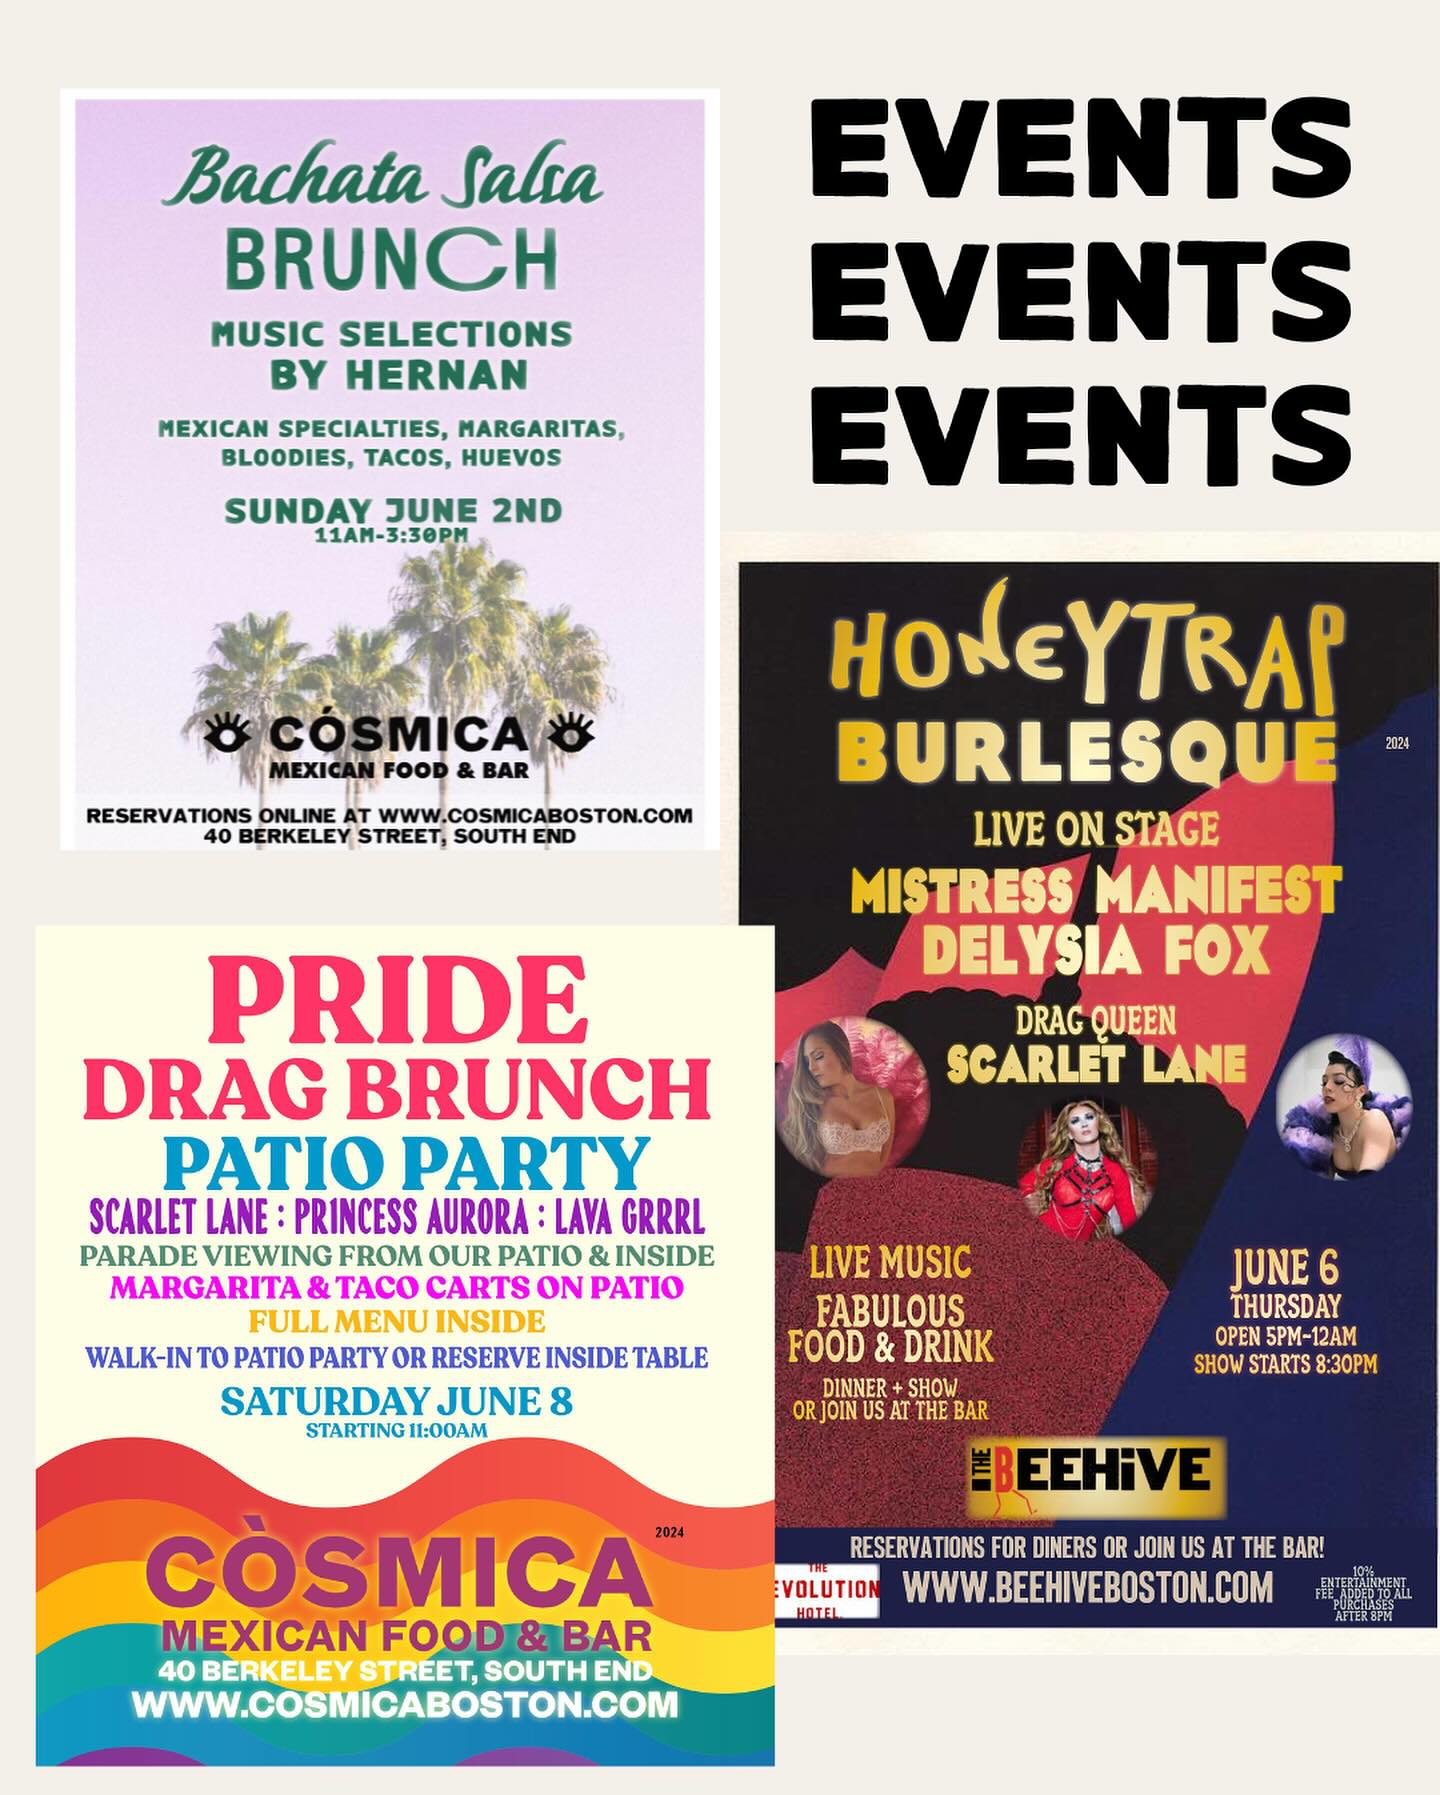 EVENTS
EVENTS
EVENTS
Bachata Salsa
BRUNCH
MUSIC SELECTIONS
BY HERNAN
MEXICAN SPECIALTIES, MARGARITAS,
BLOODIES, TACOS, HUEVOS
SUNDAY JUNE 2ND
11AM-3:30PM
CÓSMICA
MEXICAN FOOD & BAR
RESERVATIONS ONLINE AT WWW.COSMICABOSTON.COM
40 BERKELEY STREET, SOUTH END
HONEYTRAP
BURLESQUE
2024
LIVE ON STAGE
MISTRESS MANIFEST
DELYSIA FOX
DRAG QUEEN
SCARLET LANE
LIVE MUSIC
FABULOUS
FOOD & DRINK
DINNER + SHOW
OR JOIN US AT THE BAR
JUNE 6
THURSDAY
OPEN 5PM-12AM
SHOW STARTS 8:30PM
THE BEEHiVE
RESERVATIONS FOR DINERS OR JOIN US AT THE BAR!
WWW.BEEHIVEBOSTON.COM
THE
EVOLUTION
HOTEL.
10%
ENTERTAINMENT
FEE ADDED TO ALL
PURCHASES
AFTER 8PM
PRIDE
DRAG BRUNCH
PATIO PARTY
SCARLET LANE : PR1NCESS AURORA : LAVA GRRRL
PARADE VIEWING FROM OUR PATIO & INSIDE
MARGARITA & TACO CARTS ON PATIO
FULL MENU INSIDE
WALK-IN TO PATIO PARTY OR RESERVE INSIDE TABLE
SATURDAY JUNE 8
STARTING 11:00AM
2024
CÒSMICA
MEXICAN FOOD & BAR
40 BERKELEY STREET, SOUTH END
WWW.COSMICABOSTON.COM